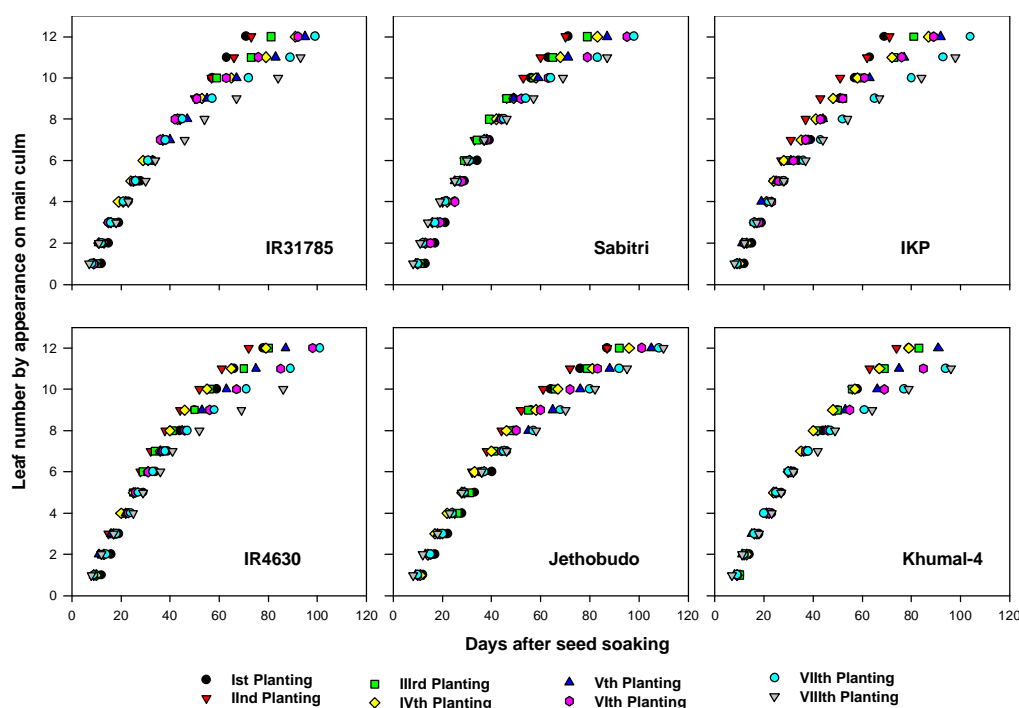 12
10
8
6
4
2
0
IR31785
Sabitri
IKP
Leaf number by appearance on main culm
12
10
8
6
4
2
0
IR4630
Jethobudo
Khumal-4
0 20 40 60 80 100 120
0 20 40 60 80 100 120
0 20 40 60 80 100 120
Days after seed soaking
Ist Planting
IInd Planting
IIIrd Planting
IVth Planting
Vth Planting
VIth Planting
VIIth Planting
VIIIth Planting